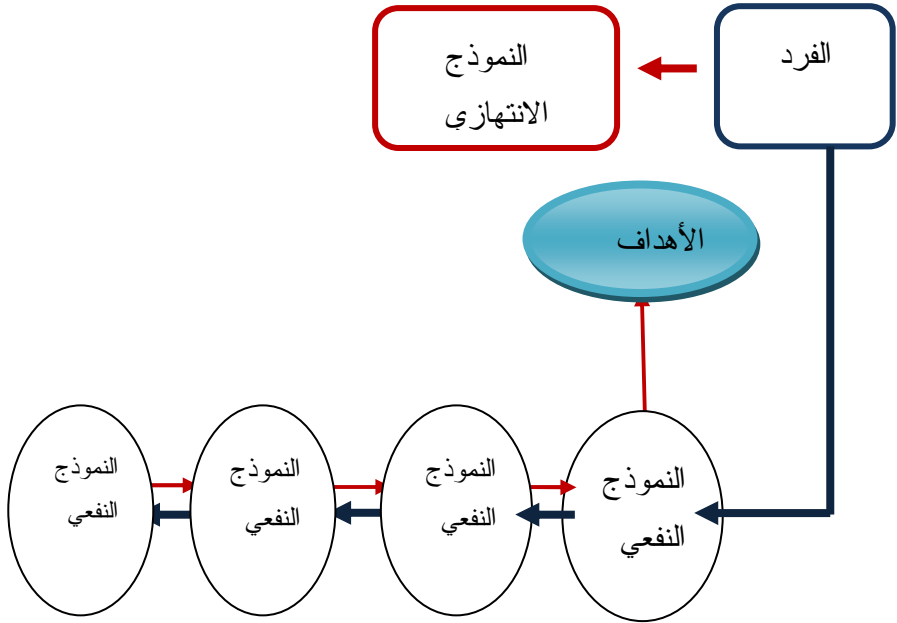 الفرد
النموذج
الانتهازي
الأهداف
النموذج
النفعي
النموذج
النفعي
النموذج
النفعي
النموذج
النفعي